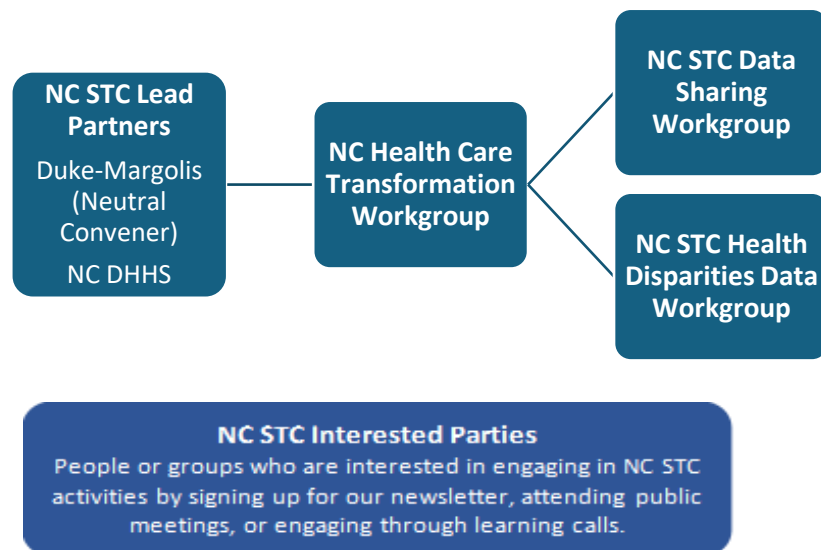 NC STC Lead
Partners
Duke-Margolis
(Neutral
Convener)
NC DHHS
NC Health Care
Transformation
Workgroup
NC STC Data
Sharing
Workgroup
NC STC Health
Disparities Data
Workgroup
NC STC Interested Parties
People or groups who are interested in engaging in NC STC
activities by signing up for our newsletter, attending public
meetings, or engaging through learning calls.